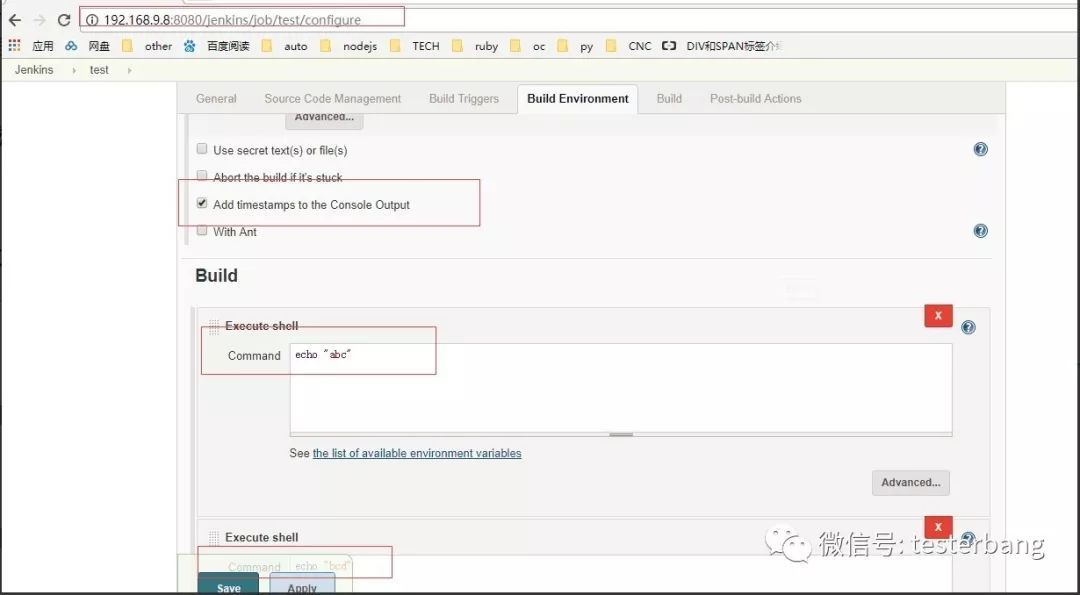 192.168.9.8:8080/jenkins/job/test/configure
应用 网盘 other 百度阅读 auto nodejs TECH ruby oc py CNC DIV和SPAN标签介
Jenkins test
General Source Code Management Build Triggers Build Environment Build Post-build Actions
Advanced...
Use secret text(s) or file(s)
Abort the build if it's stuck
Add timestamps to the Console Output
With Ant
Build
Execute shell
X
Command echo "abc"
See the list of available environment variables
Advanced...
Execute shell
X
Command echo "bcd"
Save Apply
微信号: testerbang